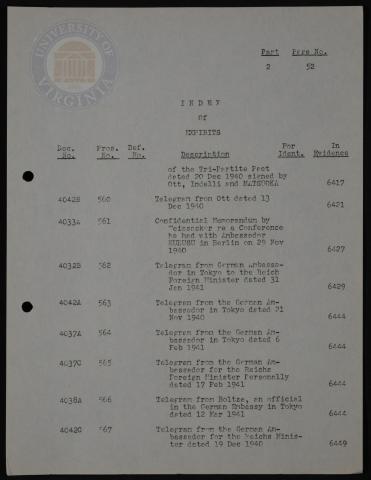 UNIVERSITY OF VIRGINIA
Part Page No.
2 52
INDEX
Of
EXHIBITS
Doc. No. Pros. No. Def. No. Description For Ident. In Evidence
of the Tri-Partite Pact
dated 20 Dec 1940 signed by
Ott, Indelli and MATSUOKA 6417
4042B 560 Telegram from Ott dated 13
Dec 1940 6421
4033A 561 Confidential Memorandum by
Weizsacker re a Conference
he had with Ambassador
KURUSU in Berlin on 29 Nov
1940 6427
4032B 562 Telegram from German Ambassa-
dor in Tokyo to the Reich
Foreign Minister dated 31
Jan 1941 6429
4042A 563 Telegram from the German Am-
bassador in Tokyo dated 21
Nov 1940 6444
4037A 564 Telegram from the German Am-
bassador in Tokyo dated 6
Feb 1941 6444
4037C 565 Telegram from the German Am-
bassador for the Reichs
Foreign Minister Personally
dated 17 Feb 1941 6444
4038A 566 Telegram from Boltze, an official
in the German Embassy in Tokyo
dated 12 Mar 1941 6444
4042C 567 Telegram from the German Am-
bassador for the Reichs Minis-
ter dated 19 Dec 1940 6449